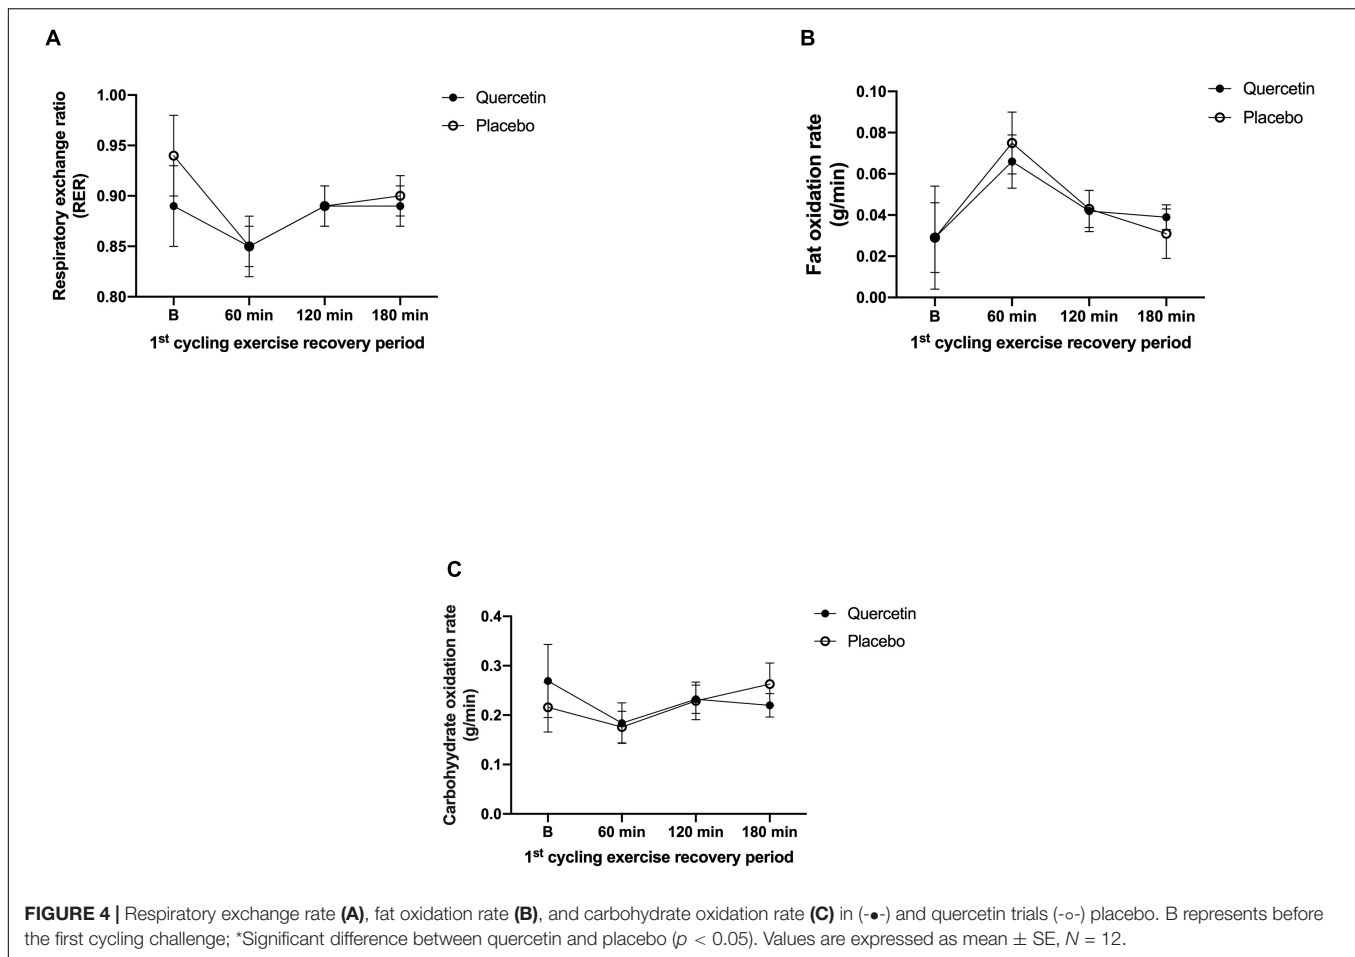 A
Respiratory exchange ratio
(RER)
1.00
0.95
0.90
0.85
0.80
B 60 min 120 min 180 min
1st cycling exercise recovery period
Quercetin
Placebo
B
Fat oxidation rate
(g/min)
0.10
0.08
0.06
0.04
0.02
0.00
B 60 min 120 min 180 min
1st cycling exercise recovery period
Quercetin
Placebo
C
Carbohyydrate oxidation rate
(g/min)
0.4
0.3
0.2
0.1
0.0
B 60 min 120 min 180 min
1st cycling exercise recovery period
Quercetin
Placebo
FIGURE 4 | Respiratory exchange rate (A), fat oxidation rate (B), and carbohydrate oxidation rate (C) in (-●-) and quercetin trials (-○-) placebo. B represents before
the first cycling challenge; *Significant difference between quercetin and placebo (p < 0.05). Values are expressed as mean ± SE, N = 12.